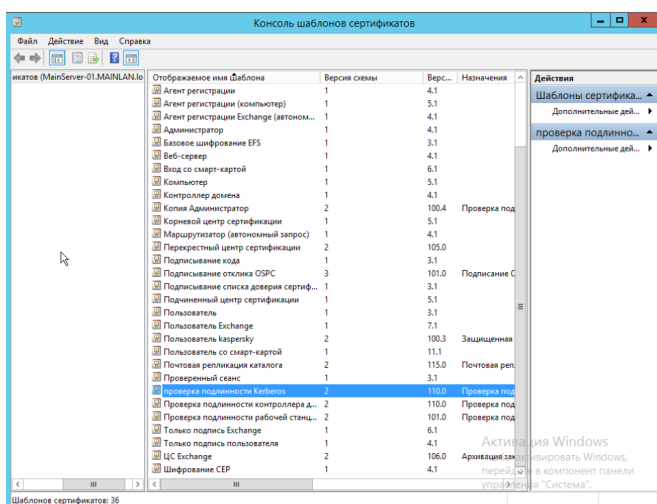 Консоль шаблонов сертификатов
Файл Действие Вид Справка
икатов (MainServer-01.MAINLAN.lo
Отображаемое имя шаблона Версия схемы Верс... Назначения
Агент регистрации 1 4.1
Агент регистрации (компьютер) 1 5.1
Агент регистрации Exchange (автоном... 1 4.1
Администратор 1 4.1
Базовое шифрование EFS 1 3.1
Веб-сервер 1 4.1
Вход со смарт-картой 1 6.1
Компьютер 1 5.1
Контроллер домена 1 4.1
Копия Администратор 2 100.4 Проверка под
Корневой центр сертификации 1 5.1
Маршрутизатор (автономный запрос) 1 4.1
Перекрестный центр сертификации 2 105.0
Подписывание кода 1 3.1
Подписывание отклика OSPC 3 101.0 Подписание О
Подписывание списка доверия сертиф... 1 3.1
Подчиненный центр сертификации 1 5.1
Пользователь 1 3.1
Пользователь Exchange 1 7.1
Пользователь kaspersky 2 100.3 Защищенная
Пользователь со смарт-картой 1 11.1
Почтовая репликация каталога 2 115.0 Почтовая реп.
Проверенный сеанс 1 3.1
проверка подлинности Kerberos 2 110.0 Проверка под
Проверка подлинности контроллера д... 2 110.0 Проверка под
Проверка подлинности рабочей станц... 2 101.0 Проверка под
Только подпись Exchange 1 6.1
Только подпись пользователя 1 4.1
ЦС Exchange 2 106.0 Архивация зак
Шифрование CEP 1 4.1
Действия
Шаблоны сертифика...
Дополнительные дей...
проверка подлинно...
Дополнительные дей...
Активация Windows
активировать Windows,
перейдите в компонент панели
управления "Система".
Шаблонов сертификатов: 36